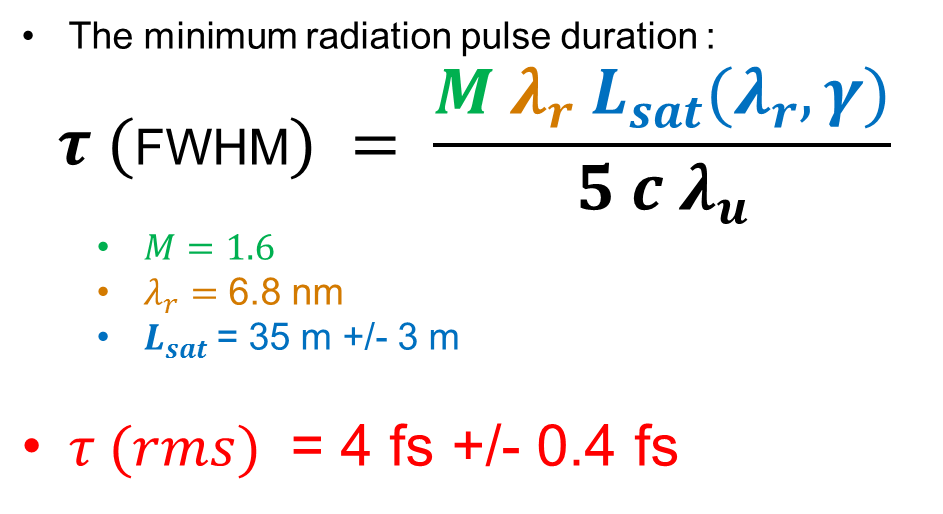 • The minimum radiation pulse duration :
τ (FWHM) = M λr Lsat(λr, γ)
5 c λu
• M = 1.6
• λr = 6.8 nm
• Lsat = 35 m +/- 3 m
• τ (rms) = 4 fs +/- 0.4 fs